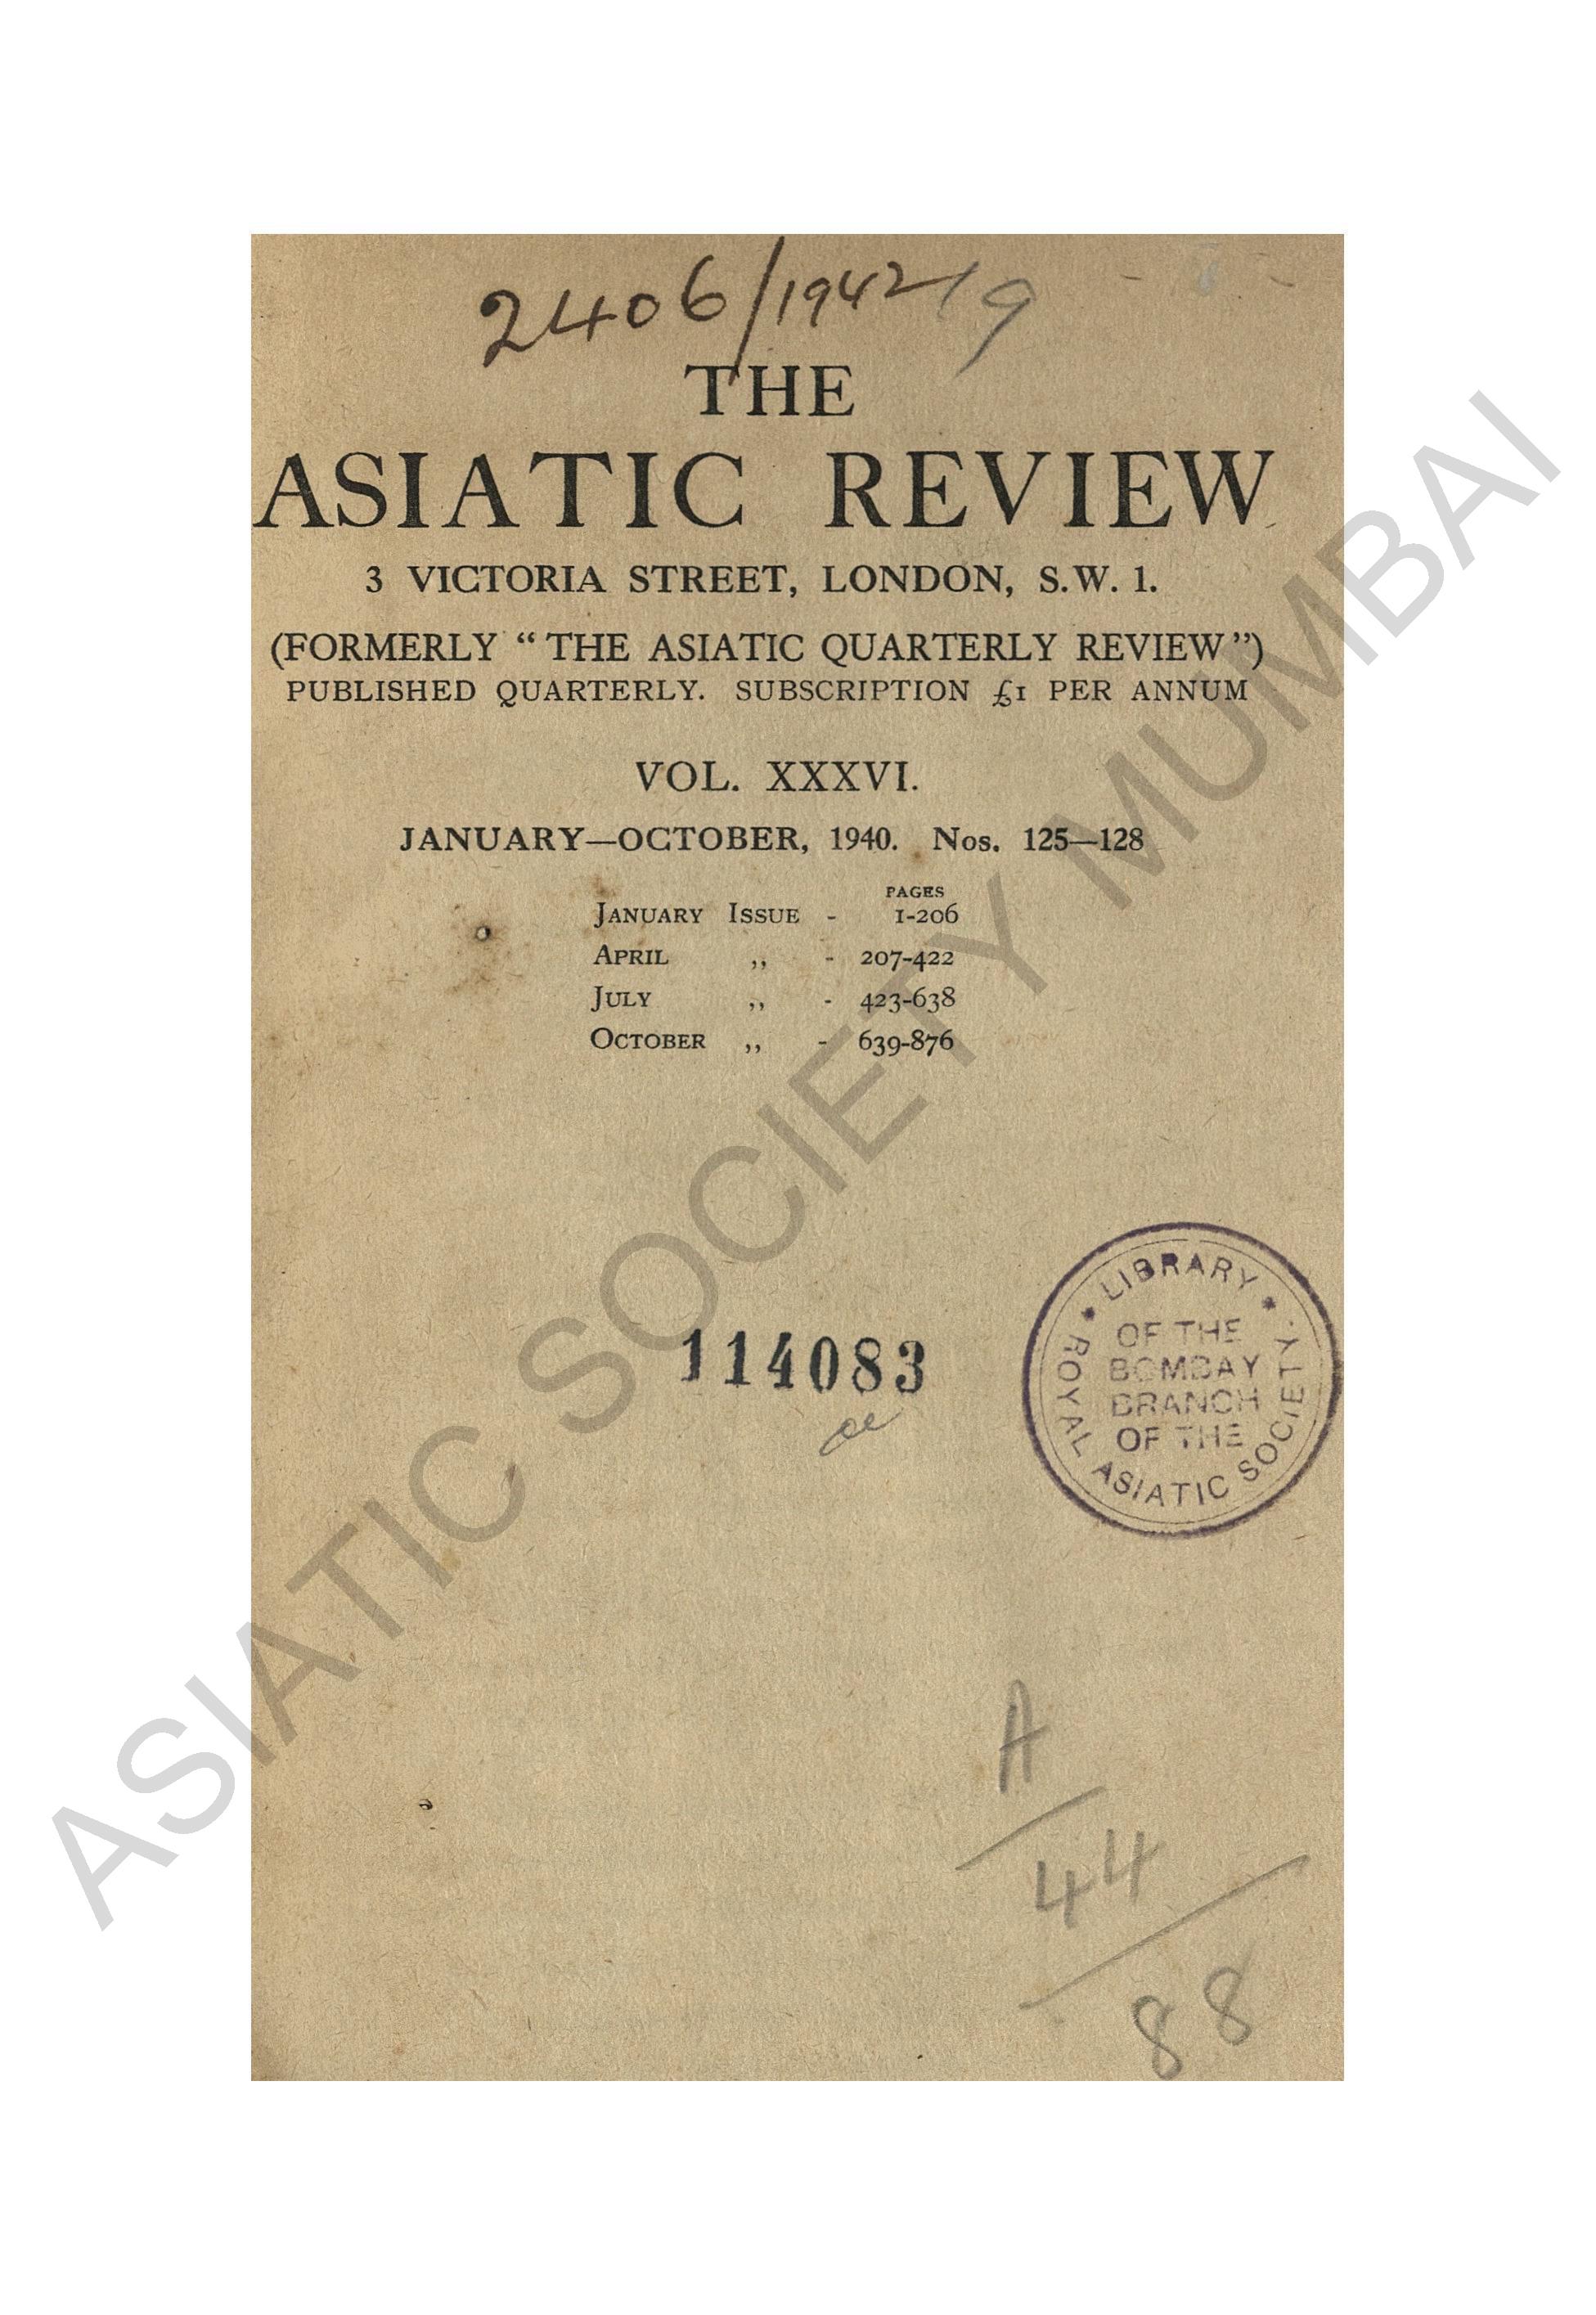 2406/1942/9
THE
ASIATIC REVIEW
3 VICTORIA STREET, LONDON, S.W. 1.
(FORMERLY “THE ASIATIC QUARTERLY REVIEW”)
PUBLISHED QUARTERLY. SUBSCRIPTION £1 PER ANNUM
VOL. XXXVI.
JANUARY—OCTOBER, 1940. Nos. 125—128
PAGES
JANUARY ISSUE - 1-206
APRIL ,, - 207-422
JULY ,, - 423-638
OCTOBER ,, - 639-876
114083
LIBRARY
OF THE
BOMBAY
BRANCH
OF THE
ROYAL ASIATIC SOCIETY
A
44
88
ASIATIC SOCIETY MUMBAI